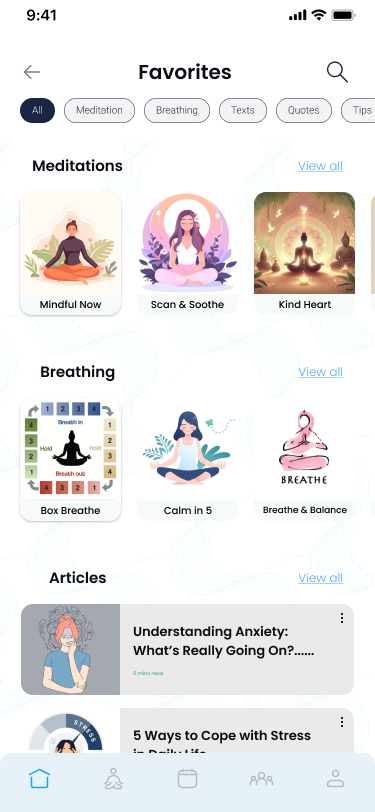 9:41
Favorites
All
Meditation
Breathing
Texts
Quotes
Tips
Meditations
View all
Mindful Now
Scan & Soothe
Kind Heart
Breathing
View all
1 2 3 4
Breath in
4 1
3 Hold Hold 2
2 3
1 4
Breath out
4 3 2 1
BREATHE
Box Breathe
Calm in 5
Breathe & Balance
Articles
View all
Understanding Anxiety:
What's Really Going On?......
5 mins read
STRESS
5 Ways to Cope with Stress
in Daily Life